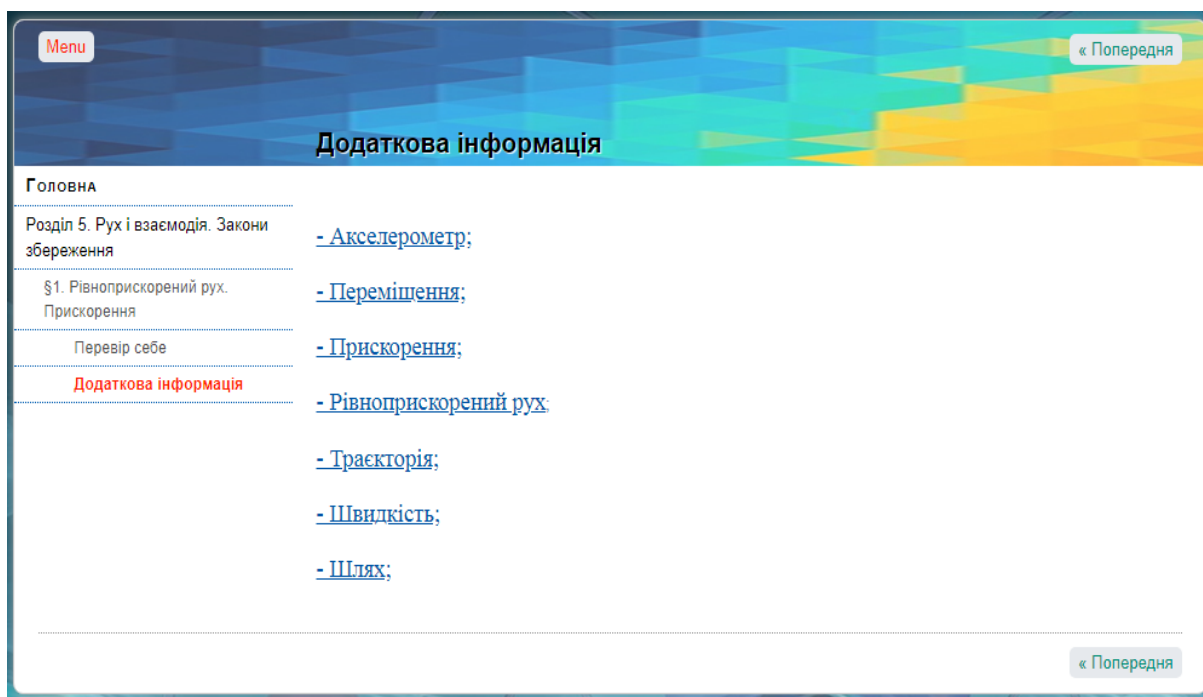 Menu
« Попередня
Додаткова інформація
Головна
Розділ 5. Рух і взаємодія. Закони
збереження
§1. Рівноприскорений рух.
Прискорення
Перевір себе
Додаткова інформація
- Акселерометр;
- Переміщення;
- Прискорення;
- Рівноприскорений рух;
- Траєкторія;
- Швидкість;
- Шлях;
« Попередня